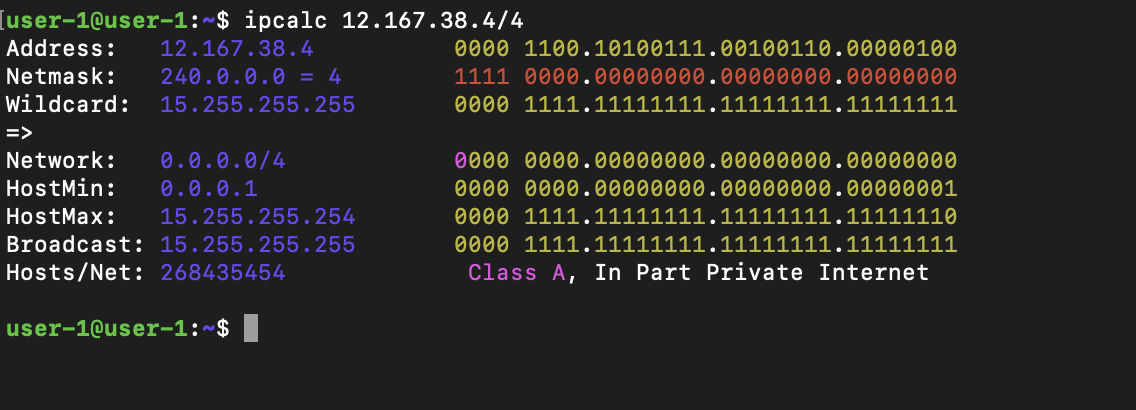 user-1@user-1:~$ ipcalc 12.167.38.4/4
Address:   12.167.38.4          0000 1100.10100111.00100110.00000100
Netmask:   240.0.0.0 = 4        1111 0000.00000000.00000000.00000000
Wildcard:  15.255.255.255       0000 1111.11111111.11111111.11111111
=>
Network:   0.0.0.0/4            0000 0000.00000000.00000000.00000000
HostMin:   0.0.0.1              0000 0000.00000000.00000000.00000001
HostMax:   15.255.255.254       0000 1111.11111111.11111111.11111110
Broadcast: 15.255.255.255       0000 1111.11111111.11111111.11111111
Hosts/Net: 268435454             Class A, In Part Private Internet
user-1@user-1:~$